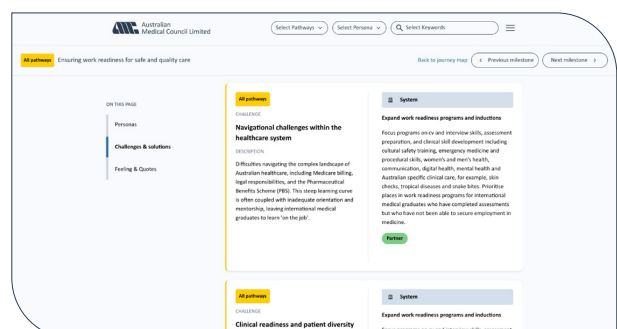 Australian
Medical Council Limited
Select Pathways
Select Persona
Select Keywords
All pathways
Ensuring work readiness for safe and quality care
Back to journey map
Previous milestone
Next milestone
ON THIS PAGE
Personas
Challenges & solutions
Feeling & Quotes
All pathways
CHALLENGE
Navigational challenges within the
healthcare system
DESCRIPTION
Difficulties navigating the complex landscape of
Australian healthcare, including Medicare billing,
legal responsibilities, and the Pharmaceutical
Benefits Scheme (PBS). This steep learning curve
is often coupled with inadequate orientation and
mentorship, leaving international medical
graduates to learn 'on the job'.
System
Expand work readiness programs and inductions
Focus programs on cv and interview skills, assessment
preparation, and clinical skill development including
cultural safety training, emergency medicine and
procedural skills, women's and men's health,
communication, digital health, mental health and
Australian specific clinical care, for example, skin
checks, tropical diseases and snake bites. Prioritise
places in work readiness programs for international
medical graduates who have completed assessments
but who have not been able to secure employment in
medicine.
Partner
All pathways
CHALLENGE
Clinical readiness and patient diversity
System
Expand work readiness programs and inductions